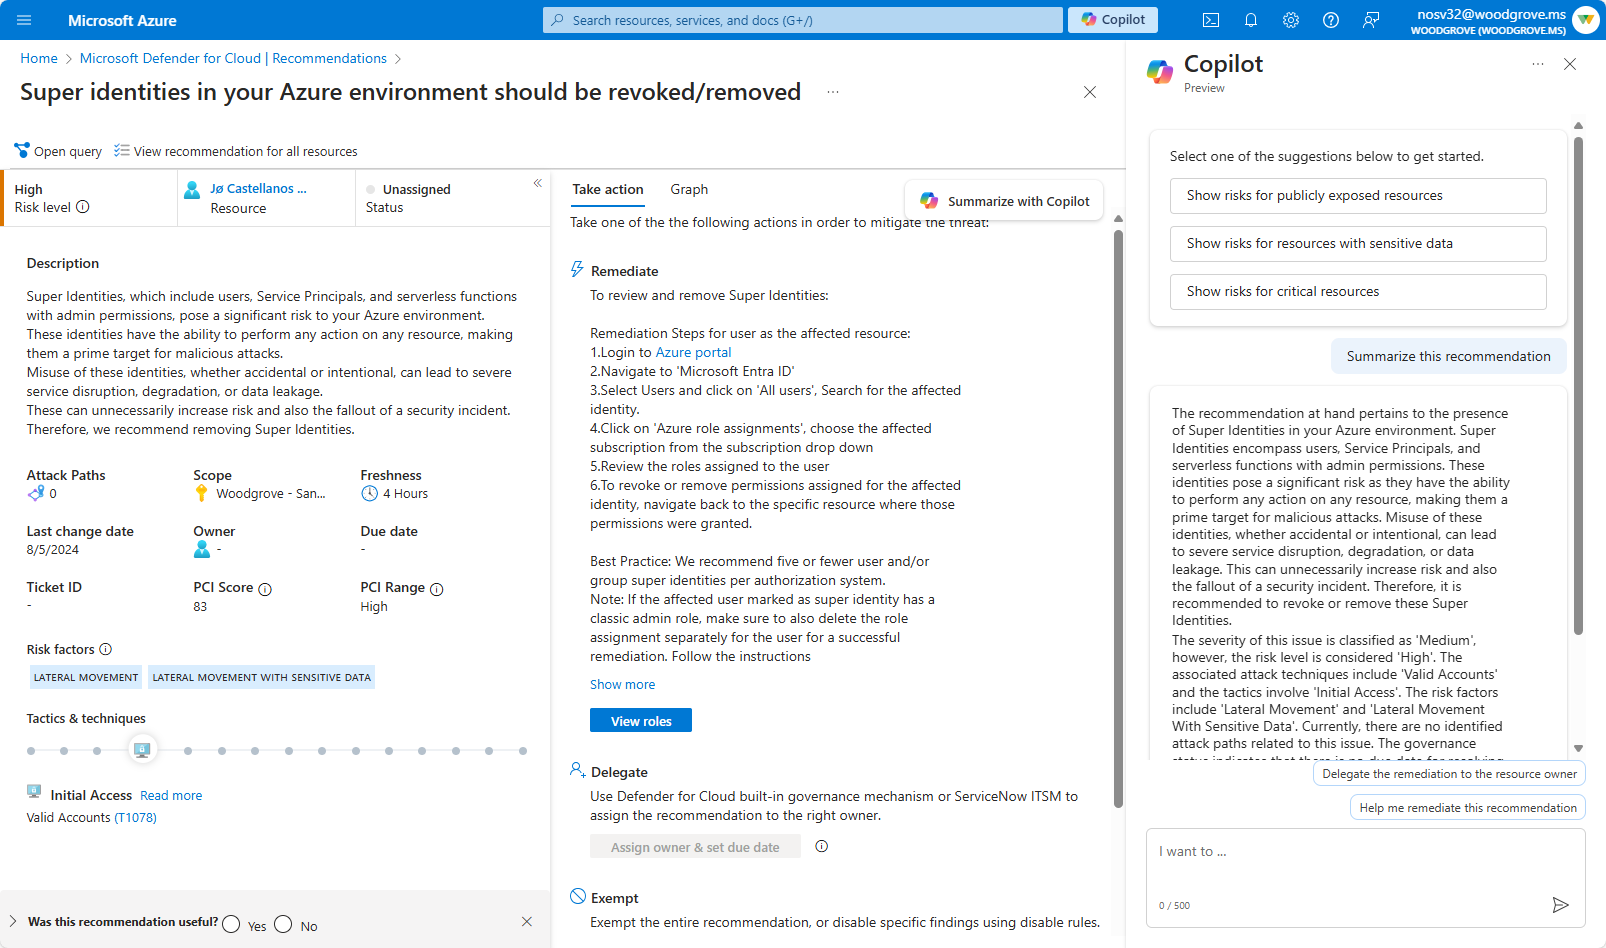 Microsoft Azure
Search resources, services, and docs (G+/)
Copilot
nosv32@woodgrove.ms
WOODGROVE (WOODGROVE.MS)
Home > Microsoft Defender for Cloud | Recommendations >
Super identities in your Azure environment should be revoked/removed ...
Open query
View recommendation for all resources
High
Risk level
Jø Castellanos ...
Resource
Unassigned
Status
Description
Super Identities, which include users, Service Principals, and serverless functions
with admin permissions, pose a significant risk to your Azure environment.
These identities have the ability to perform any action on any resource, making
them a prime target for malicious attacks.
Misuse of these identities, whether accidental or intentional, can lead to severe
service disruption, degradation, or data leakage.
These can unnecessarily increase risk and also the fallout of a security incident.
Therefore, we recommend removing Super Identities.
Attack Paths
0
Scope
Woodgrove - San...
Freshness
4 Hours
Last change date
8/5/2024
Owner
-
Due date
-
Ticket ID
-
PCI Score
83
PCI Range
High
Risk factors
LATERAL MOVEMENT
LATERAL MOVEMENT WITH SENSITIVE DATA
Tactics & techniques
Initial Access Read more
Valid Accounts (T1078)
Was this recommendation useful? Yes No
Take action
Graph
Summarize with Copilot
Take one of the the following actions in order to mitigate the threat:
Remediate
To review and remove Super Identities:
Remediation Steps for user as the affected resource:
1.Login to Azure portal
2.Navigate to 'Microsoft Entra ID'
3.Select Users and click on 'All users', Search for the affected
identity.
4.Click on 'Azure role assignments', choose the affected
subscription from the subscription drop down
5.Review the roles assigned to the user
6.To revoke or remove permissions assigned for the affected
identity, navigate back to the specific resource where those
permissions were granted.
Best Practice: We recommend five or fewer user and/or
group super identities per authorization system.
Note: If the affected user marked as super identity has a
classic admin role, make sure to also delete the role
assignment separately for the user for a successful
remediation. Follow the instructions
Show more
View roles
Delegate
Use Defender for Cloud built-in governance mechanism or ServiceNow ITSM to
assign the recommendation to the right owner.
Assign owner & set due date
Exempt
Exempt the entire recommendation, or disable specific findings using disable rules.
Copilot
Preview
Select one of the suggestions below to get started.
Show risks for publicly exposed resources
Show risks for resources with sensitive data
Show risks for critical resources
Summarize this recommendation
The recommendation at hand pertains to the presence
of Super Identities in your Azure environment. Super
Identities encompass users, Service Principals, and
serverless functions with admin permissions. These
identities pose a significant risk as they have the ability
to perform any action on any resource, making them a
prime target for malicious attacks. Misuse of these
identities, whether accidental or intentional, can lead
to severe service disruption, degradation, or data
leakage. This can unnecessarily increase risk and also
the fallout of a security incident. Therefore, it is
recommended to revoke or remove these Super
Identities.
The severity of this issue is classified as 'Medium',
however, the risk level is considered 'High'. The
associated attack techniques include 'Valid Accounts'
and the tactics involve 'Initial Access'. The risk factors
include 'Lateral Movement' and 'Lateral Movement
With Sensitive Data'. Currently, there are no identified
attack paths related to this issue. The governance
status indicates that there is no due date for resolving
Delegate the remediation to the resource owner
Help me remediate this recommendation
I want to ...
0 / 500